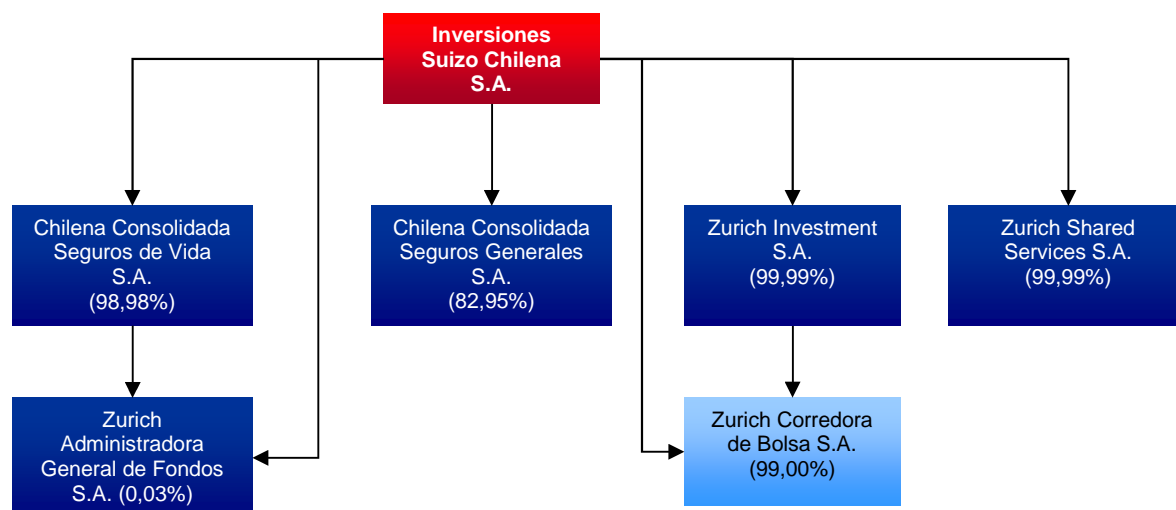 Inversiones
Suizo Chilena
S.A.
Chilena Consolidada
Seguros de Vida
S.A.
(98,98%)
Chilena Consolidada
Seguros Generales
S.A.
(82,95%)
Zurich Investment
S.A.
(99,99%)
Zurich Shared
Services S.A.
(99,99%)
Zurich
Administradora
General de Fondos
S.A. (0,03%)
Zurich Corredora
de Bolsa S.A.
(99,00%)